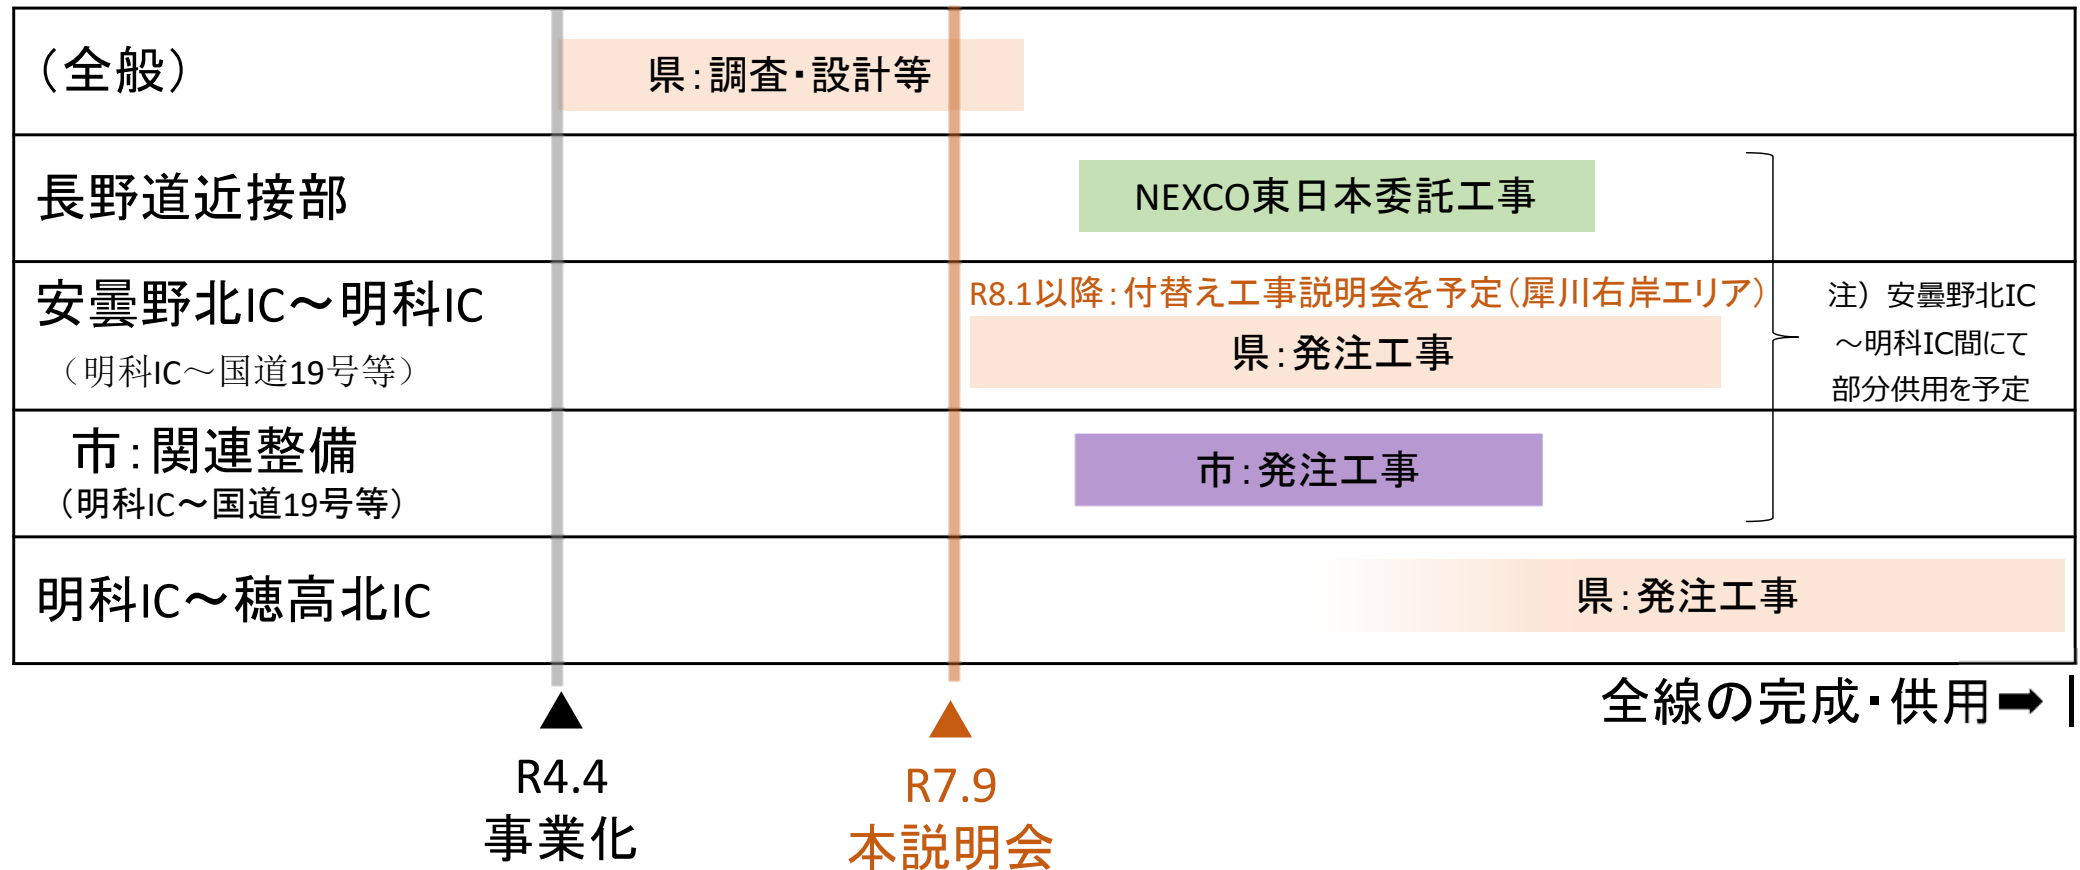 （全般）
県：調査・設計等
長野道近接部
NEXCO東日本委託工事
安曇野北IC～明科IC
（明科IC～国道19号等）
R8.1以降：付替え工事説明会を予定（犀川右岸エリア）
県：発注工事
注）安曇野北IC
～明科IC間にて
部分供用を予定
市：関連整備
（明科IC～国道19号等）
市：発注工事
明科IC～穂高北IC
県：発注工事
全線の完成・供用➡
R4.4
事業化
R7.9
本説明会